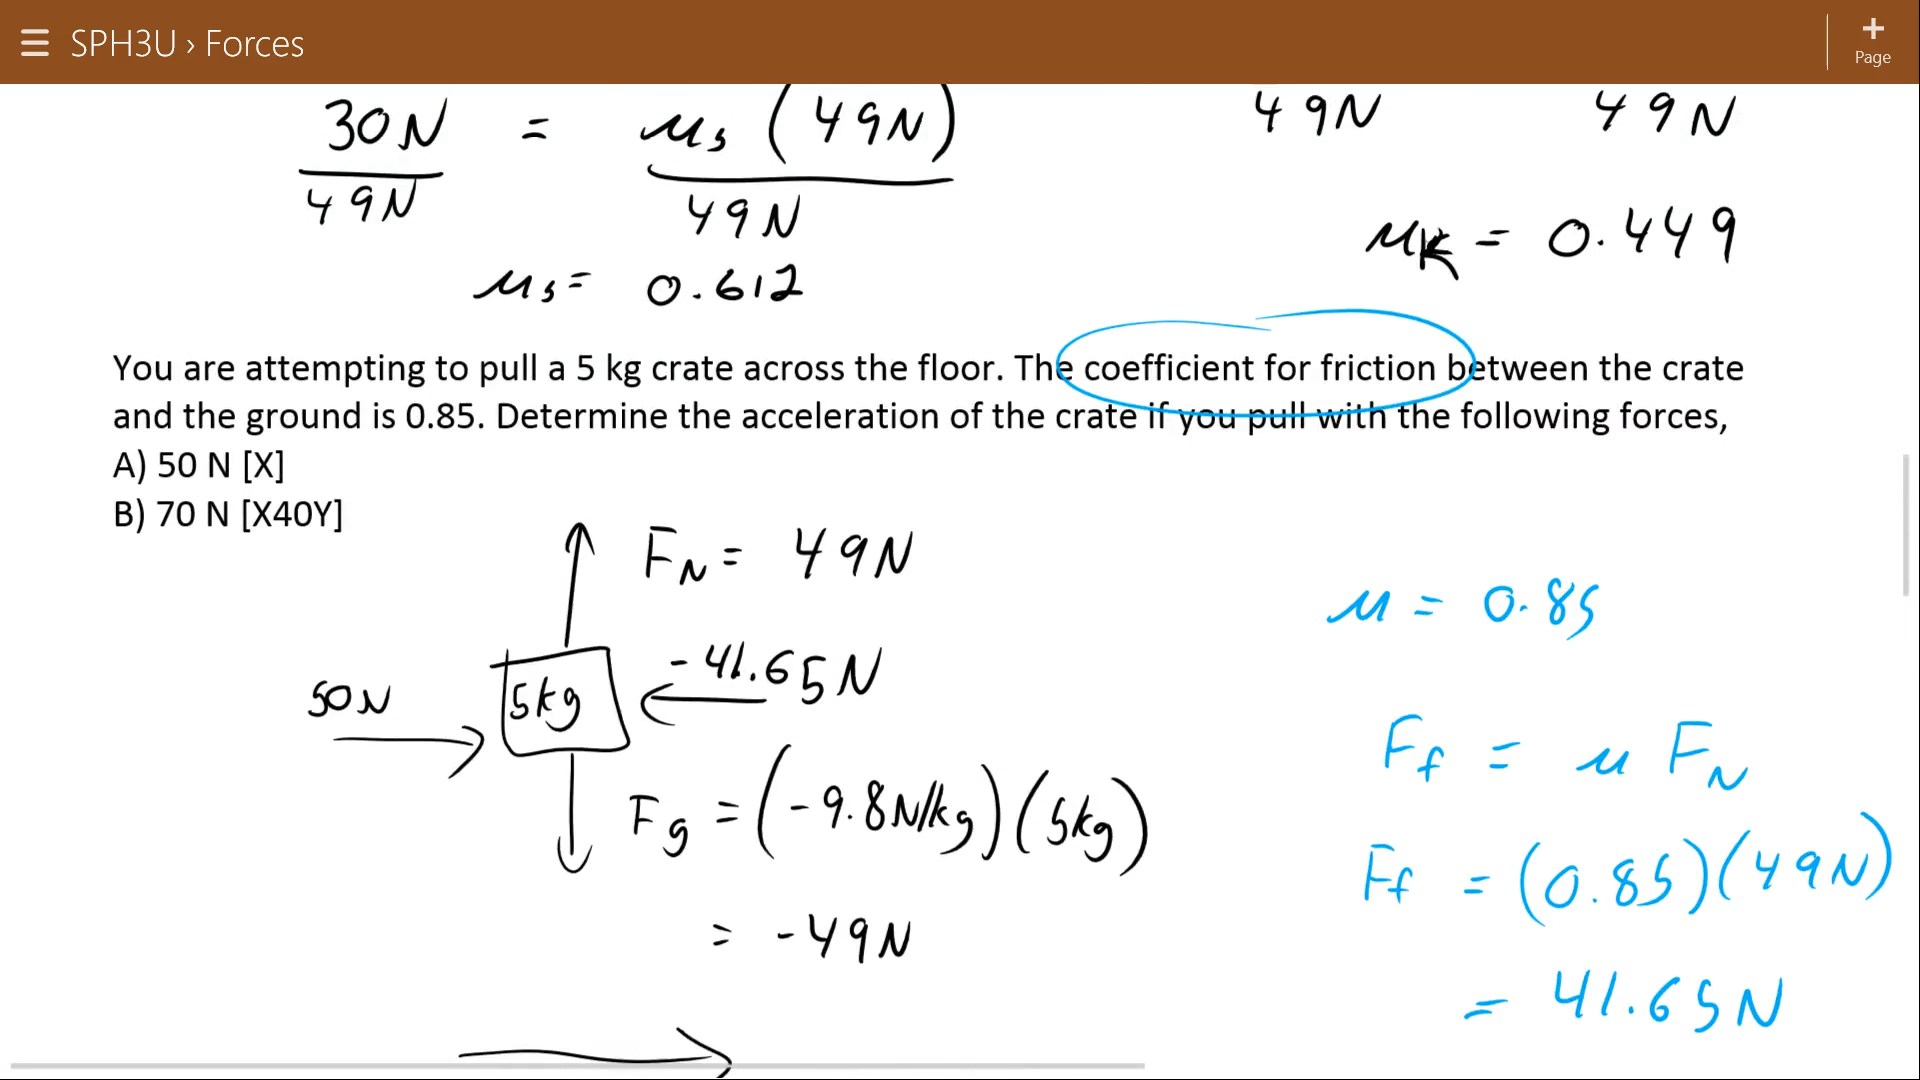 SPH3U › Forces
+
Page
30N = μs (49N)
49N 49N
49N 49N
μK = 0.449
μs = 0.612
You are attempting to pull a 5 kg crate across the floor. The coefficient for friction between the crate
and the ground is 0.85. Determine the acceleration of the crate if you pull with the following forces,
A) 50 N [X]
B) 70 N [X40Y]
FN = 49N
-41.65N
50N
5kg
Fg = (-9.8N/kg)(5kg)
= -49N
μ = 0.85
Ff = μ FN
Ff = (0.85)(49N)
= 41.65N